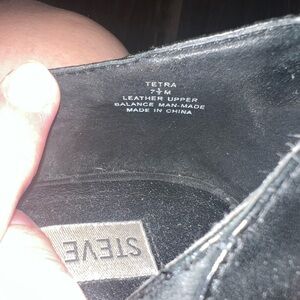 TETRA
7½M
LEATHER UPPER
BALANCE MAN-MADE
MADE IN CHINA
STEVE